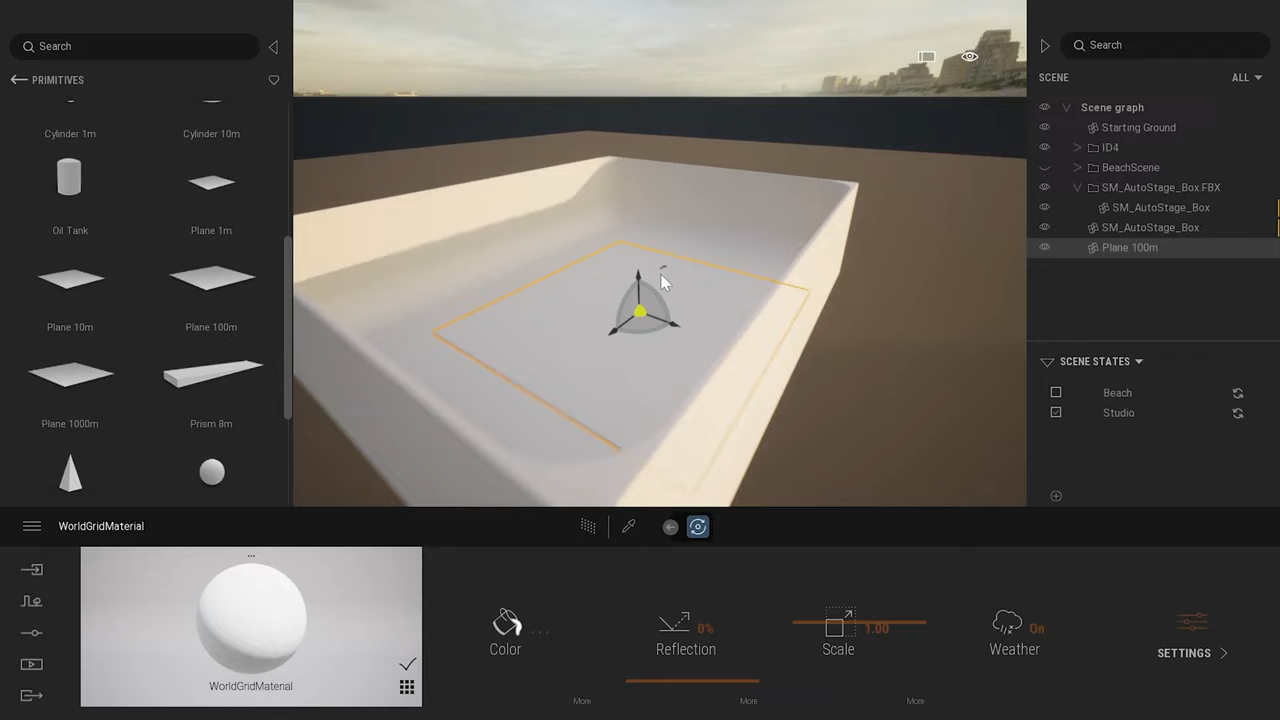 Search
PRIMITIVES
Cylinder 1m
Cylinder 10m
Oil Tank
Plane 1m
Plane 10m
Plane 100m
Plane 1000m
Prism 8m
Search
SCENE
ALL
Scene graph
Starting Ground
ID4
BeachScene
SM_AutoStage_Box.FBX
SM_AutoStage_Box
SM_AutoStage_Box
Plane 100m
SCENE STATES
Beach
Studio
WorldGridMaterial
...
WorldGridMaterial
Color
...
Reflection
0%
Scale
1.00
Weather
On
SETTINGS
More
More
More